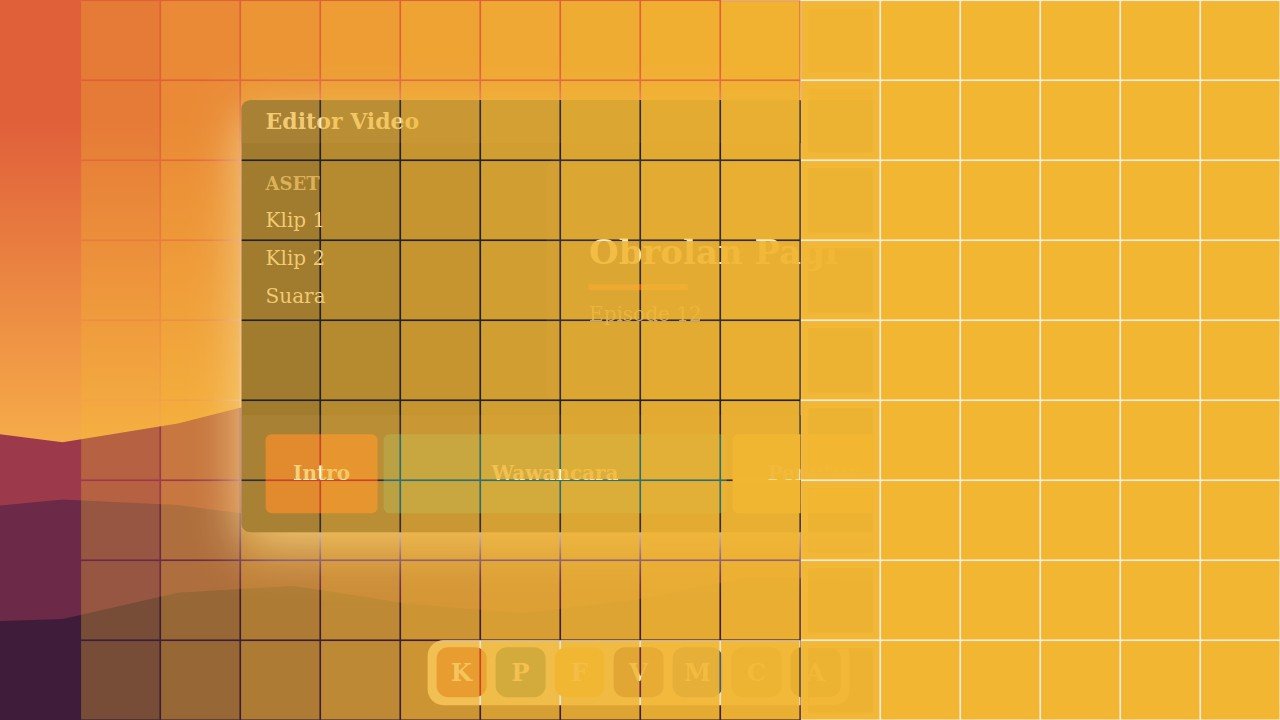 Editor Video
ASET
Klip 1
Klip 2
Suara
Obrolan Pagi
Episode 12
Intro
Wawancara
K P F V M C A